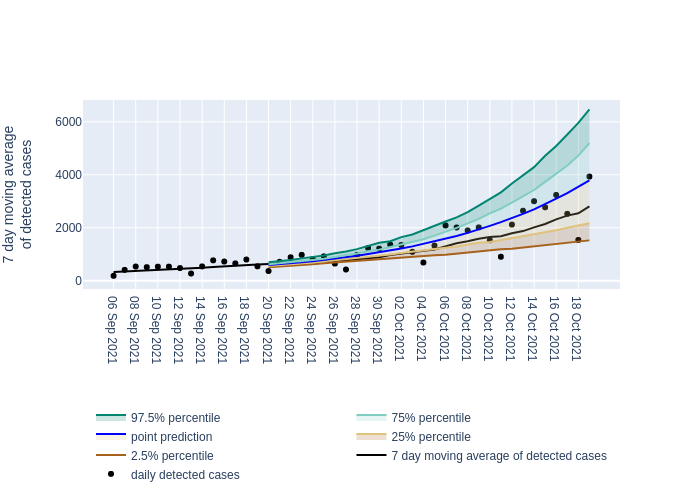 7 day moving average
of detected cases
6000
4000
2000
0
06 Sep 2021
08 Sep 2021
10 Sep 2021
12 Sep 2021
14 Sep 2021
16 Sep 2021
18 Sep 2021
20 Sep 2021
22 Sep 2021
24 Sep 2021
26 Sep 2021
28 Sep 2021
30 Sep 2021
02 Oct 2021
04 Oct 2021
06 Oct 2021
08 Oct 2021
10 Oct 2021
12 Oct 2021
14 Oct 2021
16 Oct 2021
18 Oct 2021
97.5% percentile
75% percentile
point prediction
25% percentile
2.5% percentile
7 day moving average of detected cases
daily detected cases